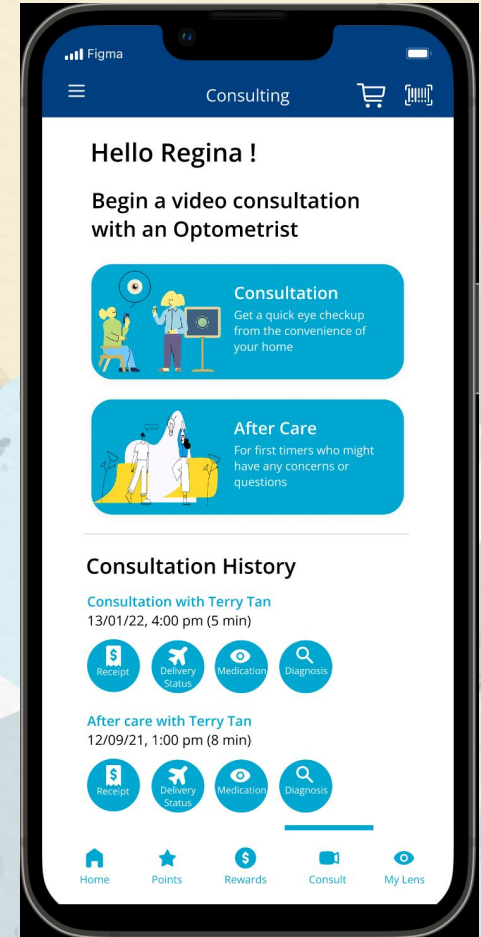 Figma
Consulting
Hello Regina !
Begin a video consultation
with an Optometrist
Consultation
Get a quick eye checkup
from the convenience of
your home
After Care
For first timers who might
have any concerns or
questions
Consultation History
Consultation with Terry Tan
13/01/22, 4:00 pm (5 min)
Receipt
Delivery
Status
Medication
Diagnosis
After care with Terry Tan
12/09/21, 1:00 pm (8 min)
Receipt
Delivery
Status
Medication
Diagnosis
Home
Points
Rewards
Consult
My Lens